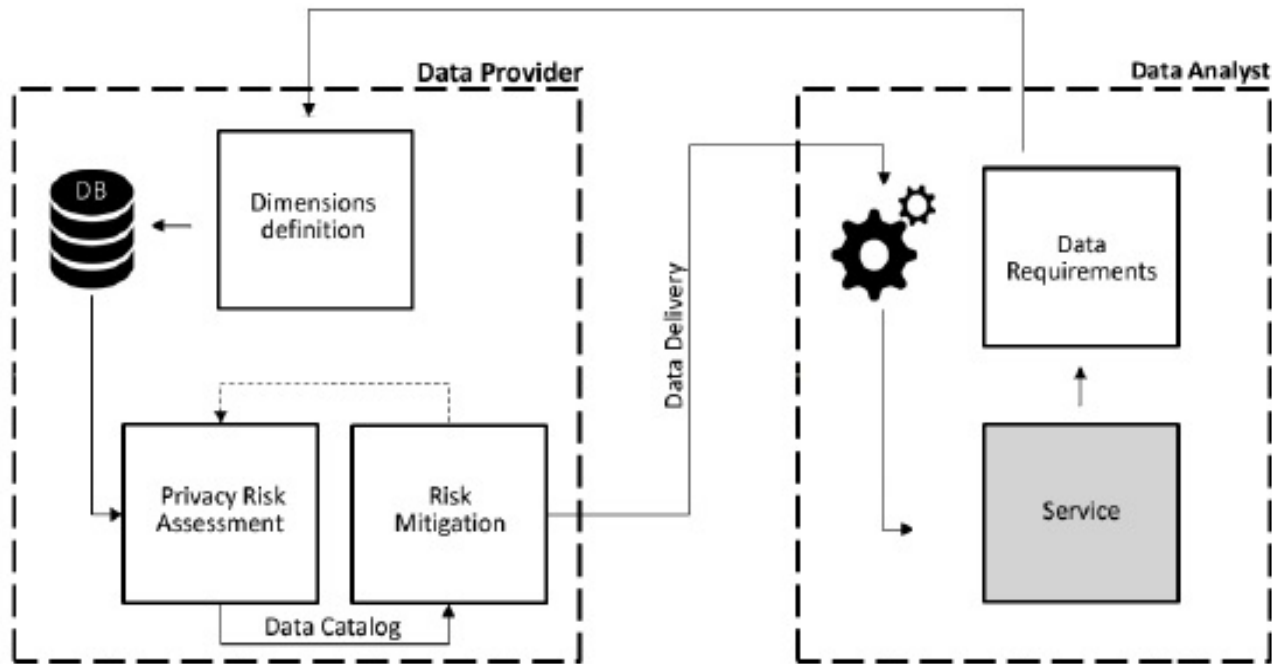 Data Provider
Data Analyst
DB
Dimensions
definition
Data
Requirements
Data Delivery
Privacy Risk
Assessment
Risk
Mitigation
Service
Data Catalog